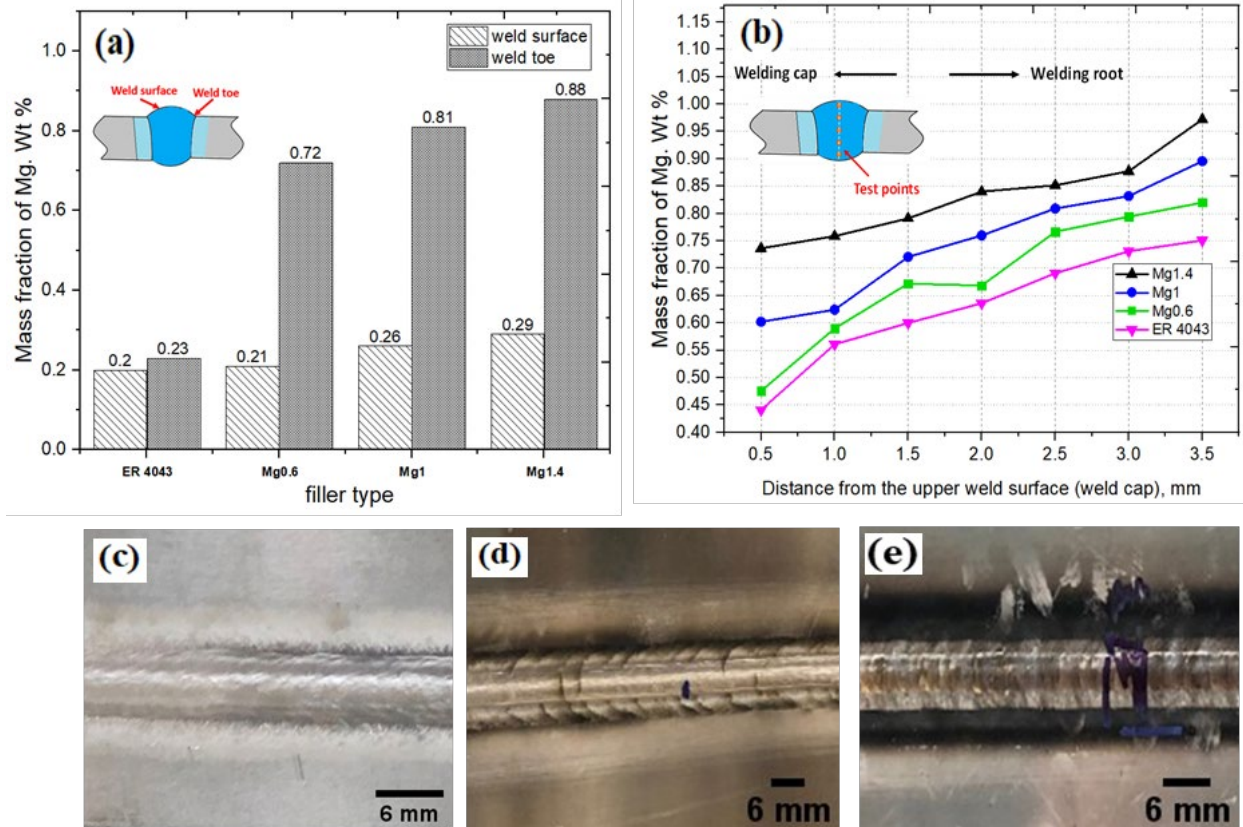 (a)
weld surface
weld toe
Weld surface
Weld toe
Mass fraction of Mg. Wt %
1.0
0.8
0.6
0.4
0.2
0.0
0.2
0.23
0.21
0.72
0.26
0.81
0.29
0.88
ER 4043
Mg0.6
Mg1
Mg1.4
filler type
(b)
Welding cap
Welding root
Test points
Mass fraction of Mg. Wt %
1.15
1.10
1.05
1.00
0.95
0.90
0.85
0.80
0.75
0.70
0.65
0.60
0.55
0.50
0.45
0.40
Mg1.4
Mg1
Mg0.6
ER 4043
0.5
1.0
1.5
2.0
2.5
3.0
3.5
Distance from the upper weld surface (weld cap), mm
(c)
6 mm
(d)
6 mm
(e)
6 mm